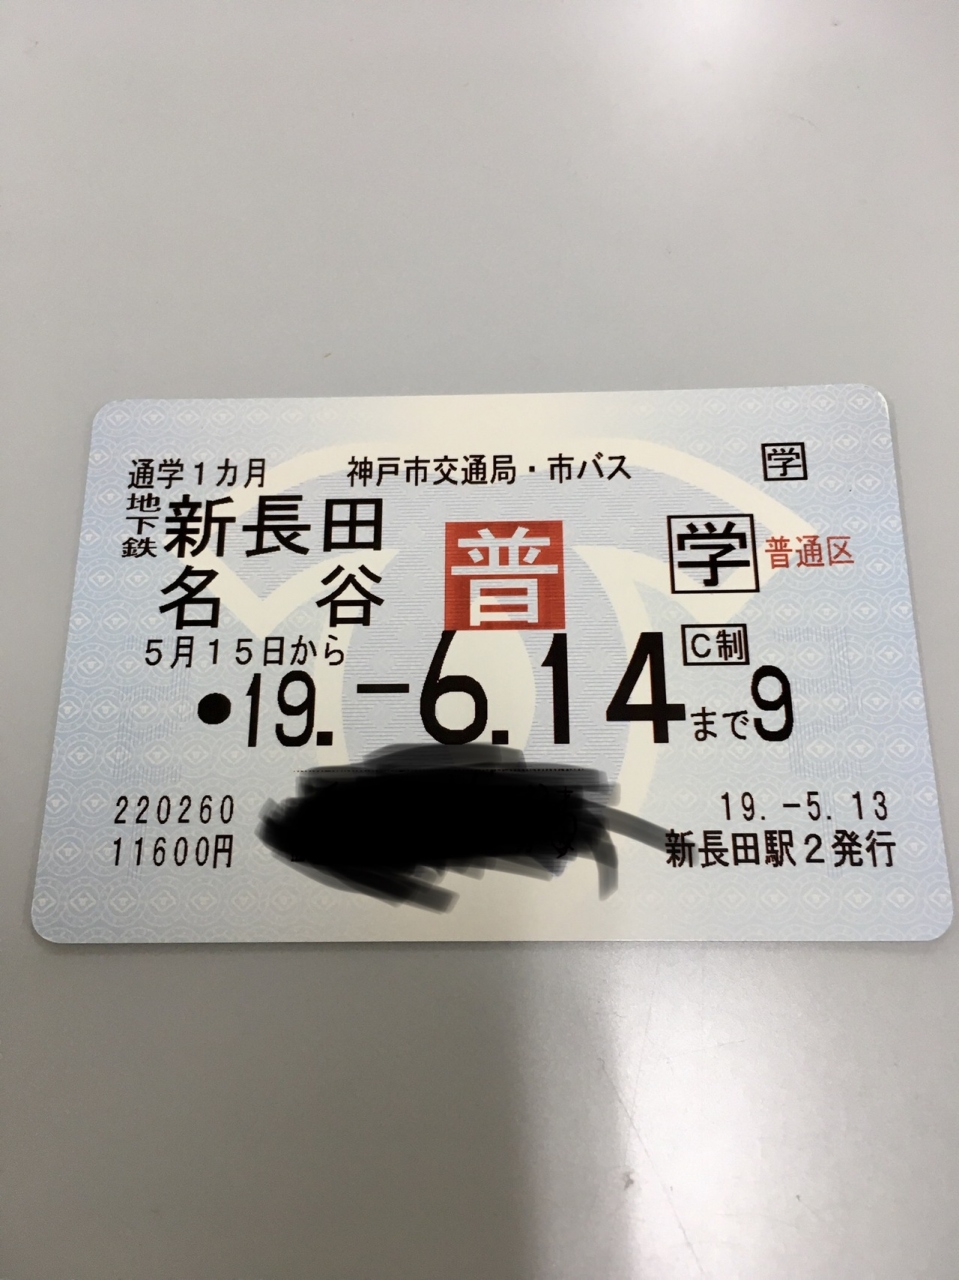 通学1カ月 神戸市交通局・市バス 学
地下鉄 新長田 普 学 普通区
名谷
5月15日から C制
●19.-6.14まで9
220260 19.-5.13
11600円 新長田駅2発行